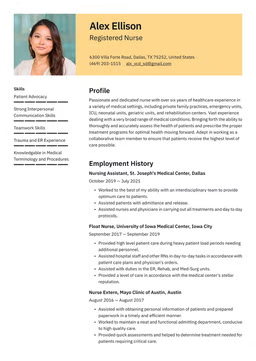 Alex Ellison
Registered Nurse
6300 Villa Forte Road, Dallas, TX 75252, United States
(469) 203-1515
Skills
Patient Advocacy
Strong Interpersonal
Communication Skills
Teamwork Skills
Trauma and ER Experience
Knowledgable in Medical
Terminology and Procedures
Profile
Passionate and dedicated nurse with over six years of healthcare experience in
a variety of medical settings, including private family practices, emergency units,
ICU, neonatal units, geriatric units, and rehabilitation centers. Vast experience
dealing with a very broad range of medical conditions. Bringing forth the ability to
thoroughly and accurately assess the health of patients and prescribe the proper
treatment programs for optimal health moving forward. Adept in working as a
collaborative team member to ensure that patients receive the highest level of
care possible.
Employment History
Nursing Assistant, St. Joseph's Medical Center, Dallas
October 2019 — July 2021
• Worked to the best of my ability with an interdisciplinary team to provide
optimum care to patients.
• Assisted patients with admittance and release.
• Assisted nurses and physicians in carrying out all treatments and day to day
protocols.
Float Nurse, University of Iowa Medical Center, Iowa City
September 2017 — September 2019
• Provided high level patient care during heavy patient load periods needing
additional personnel.
• Assisted hospital staff and other RNs in day-to-day tasks in accordance with
patient care plans and physician's orders.
• Assisted with duties in the ER, Rehab, and Med-Surg units.
• Provided a level of care in accordance with the medical center's stellar
reputation.
Nurse Extern, Mayo Clinic of Austin, Austin
August 2016 — August 2017
• Assisted with obtaining personal information of patients and prepared
paperwork in a timely and efficient manner.
• Worked to maintain a neat and functional admitting department, conducive
to high quality care.
• Provided quick assessments and helped to determine treatment needed for
patients requiring critical care.